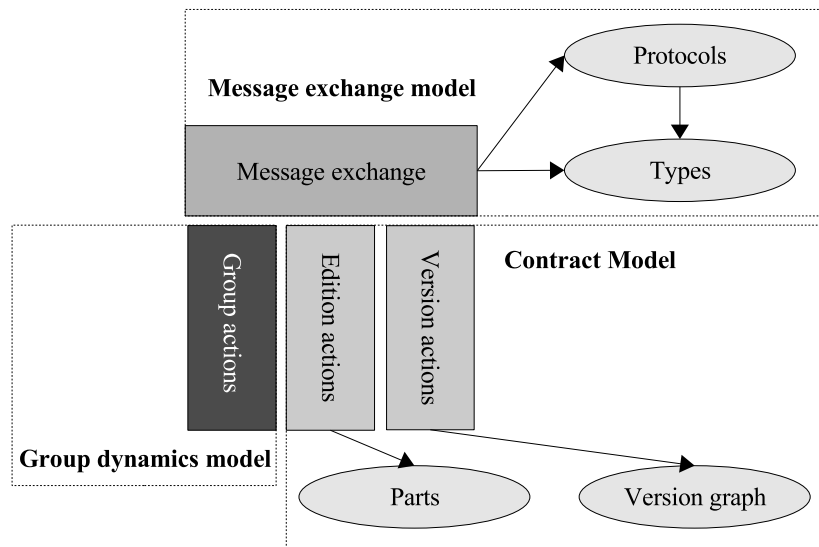 Protocols
Message exchange model
Message exchange
Types
Group actions
Edition actions
Version actions
Contract Model
Group dynamics model
Parts
Version graph